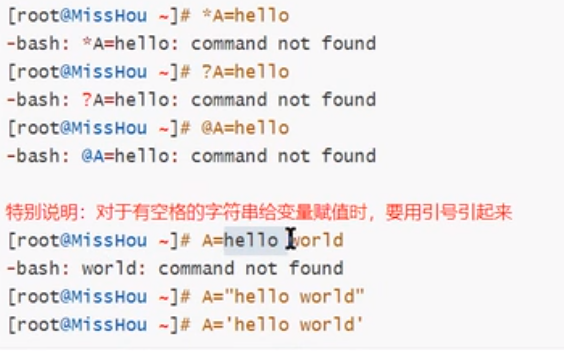 [root@MissHou ~]# *A=hello
-bash: *A=hello: command not found
[root@MissHou ~]# ?A=hello
-bash: ?A=hello: command not found
[root@MissHou ~]# @A=hello
-bash: @A=hello: command not found
特别说明：对于有空格的字符串给变量赋值时，要用引号引起来
[root@MissHou ~]# A=hello world
-bash: world: command not found
[root@MissHou ~]# A="hello world"
[root@MissHou ~]# A='hello world'